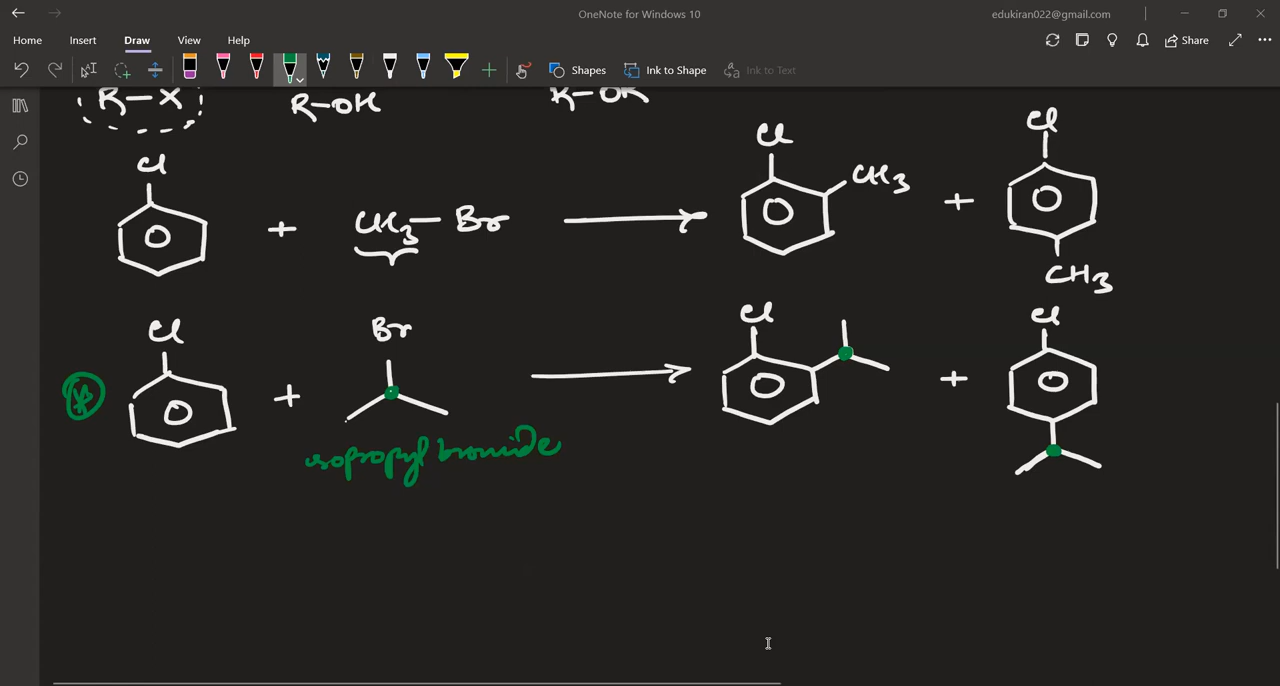 OneNote for Windows 10
edukiran022@gmail.com
Home Insert Draw View Help
Share
Shapes Ink to Shape Ink to Text
R-X R-OH R-OR
Cl Cl Cl
+ CH3-Br CH3 +
CH3
Cl Br Cl Cl
+ +
isopropyl bromide